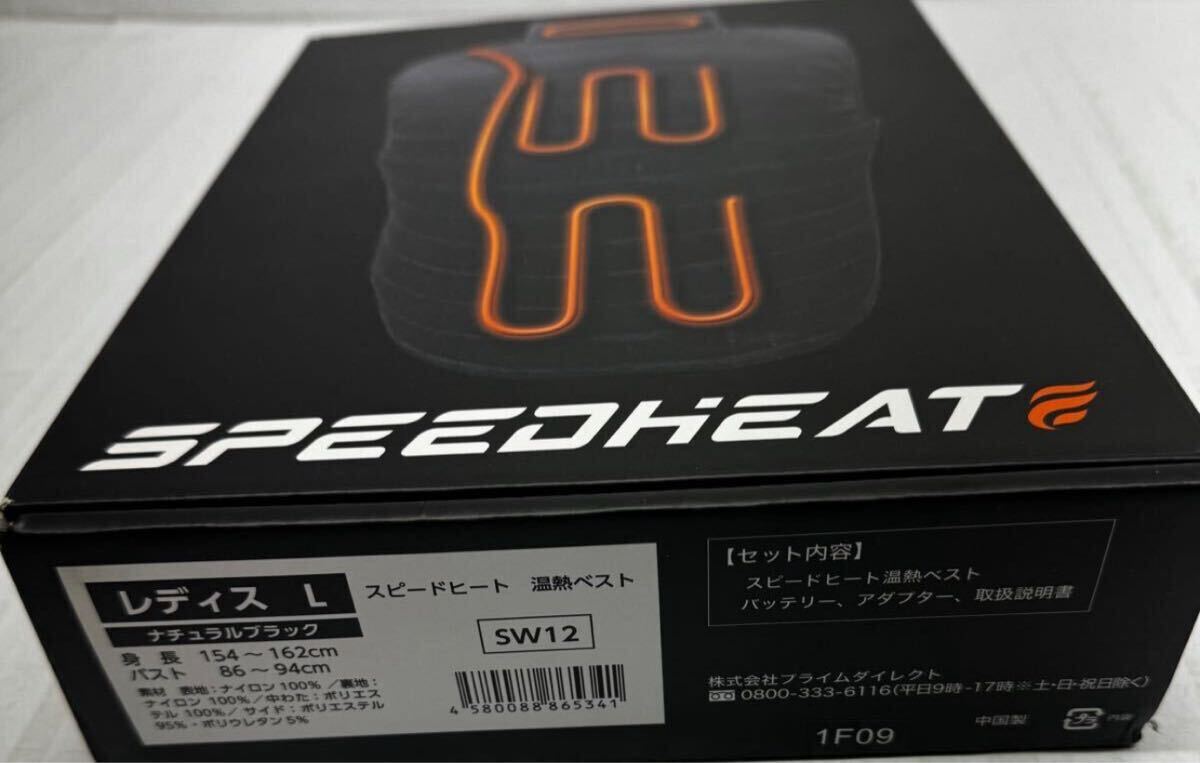 SPEEDHEAT
レディス L
ナチュラルブラック
身長 154～162cm
バスト 86～94cm
素材 表地：ナイロン100％／裏地：
ナイロン100％／中わた：ポリエス
テル100％／サイド：ポリエステル
95％・ポリウレタン5％
スピードヒート 温熱ベスト
SW12
4 580088 865341
【セット内容】
スピードヒート温熱ベスト
バッテリー、アダプター、取扱説明書
株式会社プライムダイレクト
0800-333-6116(平日9時-17時※土・日・祝日除く)
中国製
プラ
内袋
1F09